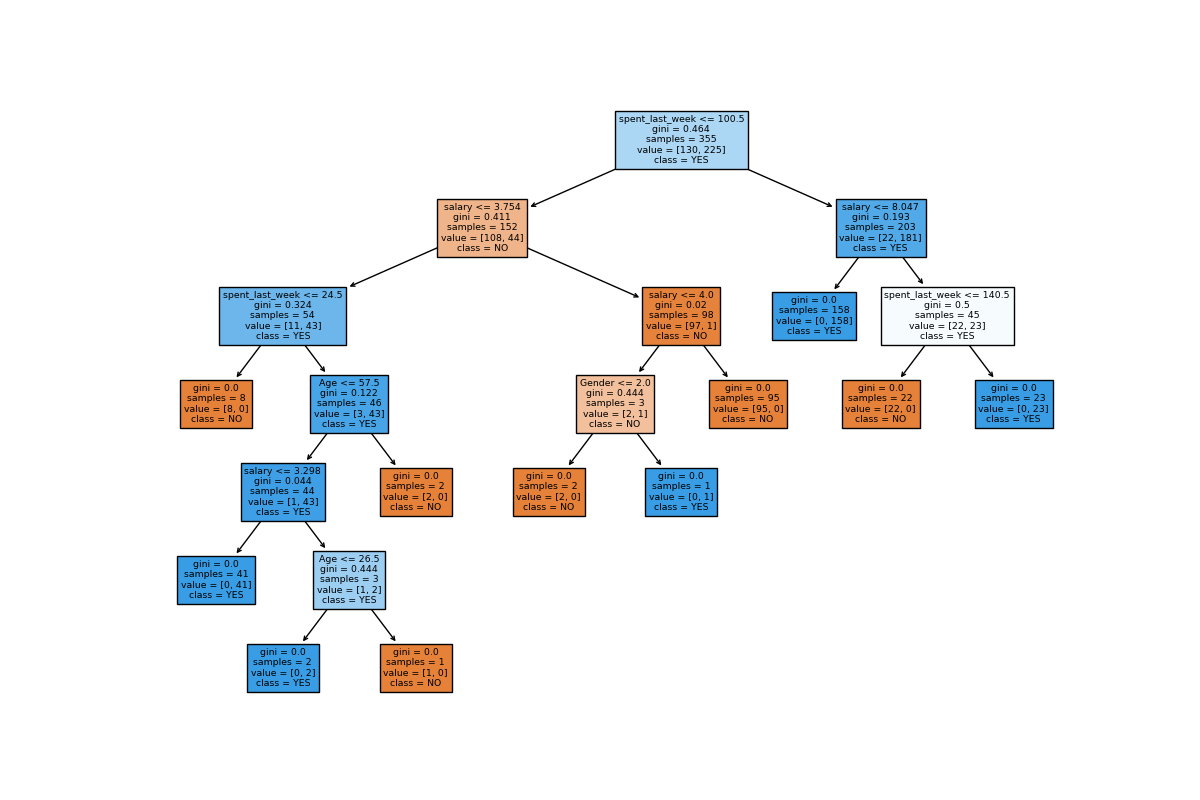 spent_last_week <= 100.5
gini = 0.464
samples = 355
value = [130, 225]
class = YES
salary <= 3.754
gini = 0.411
samples = 152
value = [108, 44]
class = NO
salary <= 8.047
gini = 0.193
samples = 203
value = [22, 181]
class = YES
spent_last_week <= 24.5
gini = 0.324
samples = 54
value = [11, 43]
class = YES
salary <= 4.0
gini = 0.02
samples = 98
value = [97, 1]
class = NO
gini = 0.0
samples = 158
value = [0, 158]
class = YES
spent_last_week <= 140.5
gini = 0.5
samples = 45
value = [22, 23]
class = YES
gini = 0.0
samples = 8
value = [8, 0]
class = NO
Age <= 57.5
gini = 0.122
samples = 46
value = [3, 43]
class = YES
Gender <= 2.0
gini = 0.444
samples = 3
value = [2, 1]
class = NO
gini = 0.0
samples = 95
value = [95, 0]
class = NO
gini = 0.0
samples = 22
value = [22, 0]
class = NO
gini = 0.0
samples = 23
value = [0, 23]
class = YES
salary <= 3.298
gini = 0.044
samples = 44
value = [1, 43]
class = YES
gini = 0.0
samples = 2
value = [2, 0]
class = NO
gini = 0.0
samples = 2
value = [2, 0]
class = NO
gini = 0.0
samples = 1
value = [0, 1]
class = YES
gini = 0.0
samples = 41
value = [0, 41]
class = YES
Age <= 26.5
gini = 0.444
samples = 3
value = [1, 2]
class = YES
gini = 0.0
samples = 2
value = [0, 2]
class = YES
gini = 0.0
samples = 1
value = [1, 0]
class = NO